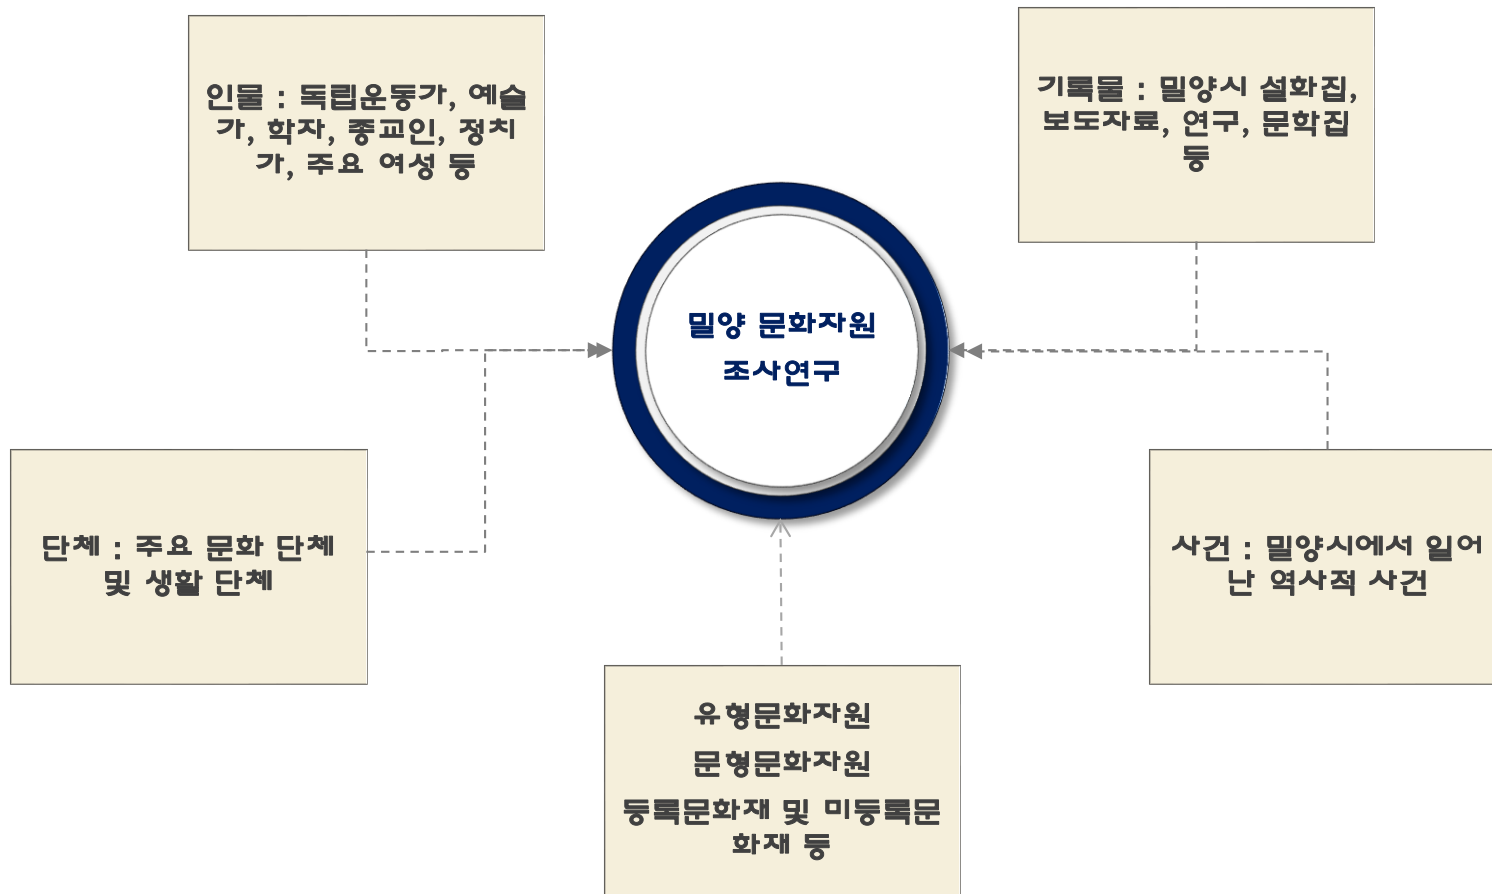 인물 : 독립운동가, 예술
가, 학자, 종교인, 정치
가, 주요 여성 등
기록물 : 밀양시 설화집,
보도자료, 연구, 문학집
등
밀양 문화자원
조사연구
단체 : 주요 문화 단체
및 생활 단체
사건 : 밀양시에서 일어
난 역사적 사건
유형문화자원
문형문화자원
등록문화재 및 미등록문
화재 등